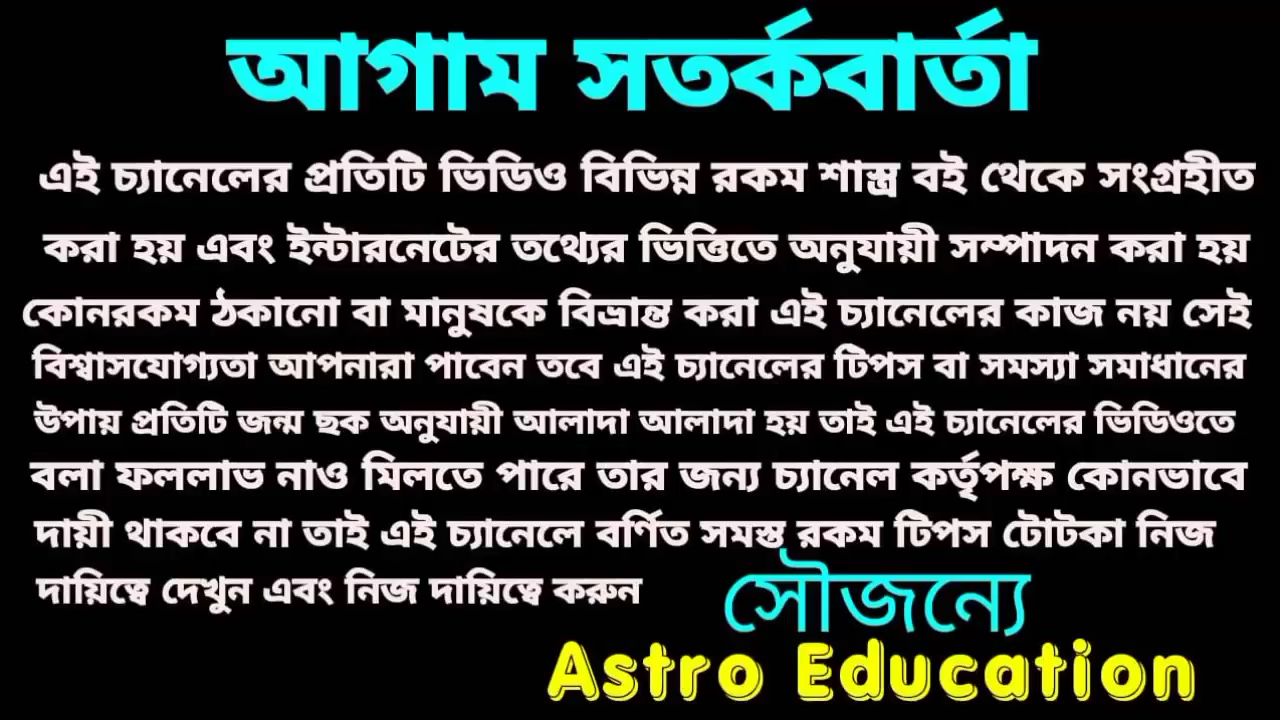 আগাম সতর্কবার্তা
এই চ্যানেলের প্রতিটি ভিডিও বিভিন্ন রকম শাস্ত্র বই থেকে সংগ্রহীত
করা হয় এবং ইন্টারনেটের তথ্যের ভিত্তিতে অনুযায়ী সম্পাদন করা হয়
কোনরকম ঠকানো বা মানুষকে বিভ্রান্ত করা এই চ্যানেলের কাজ নয় সেই
বিশ্বাসযোগ্যতা আপনারা পাবেন তবে এই চ্যানেলের টিপস বা সমস্যা সমাধানের
উপায় প্রতিটি জন্ম ছক অনুযায়ী আলাদা আলাদা হয় তাই এই চ্যানেলের ভিডিওতে
বলা ফললাভ নাও মিলতে পারে তার জন্য চ্যানেল কর্তৃপক্ষ কোনভাবে
দায়ী থাকবে না তাই এই চ্যানেলে বর্ণিত সমস্ত রকম টিপস টোটকা নিজ
দায়িত্বে দেখুন এবং নিজ দায়িত্বে করুন
সৌজন্যে
Astro Education